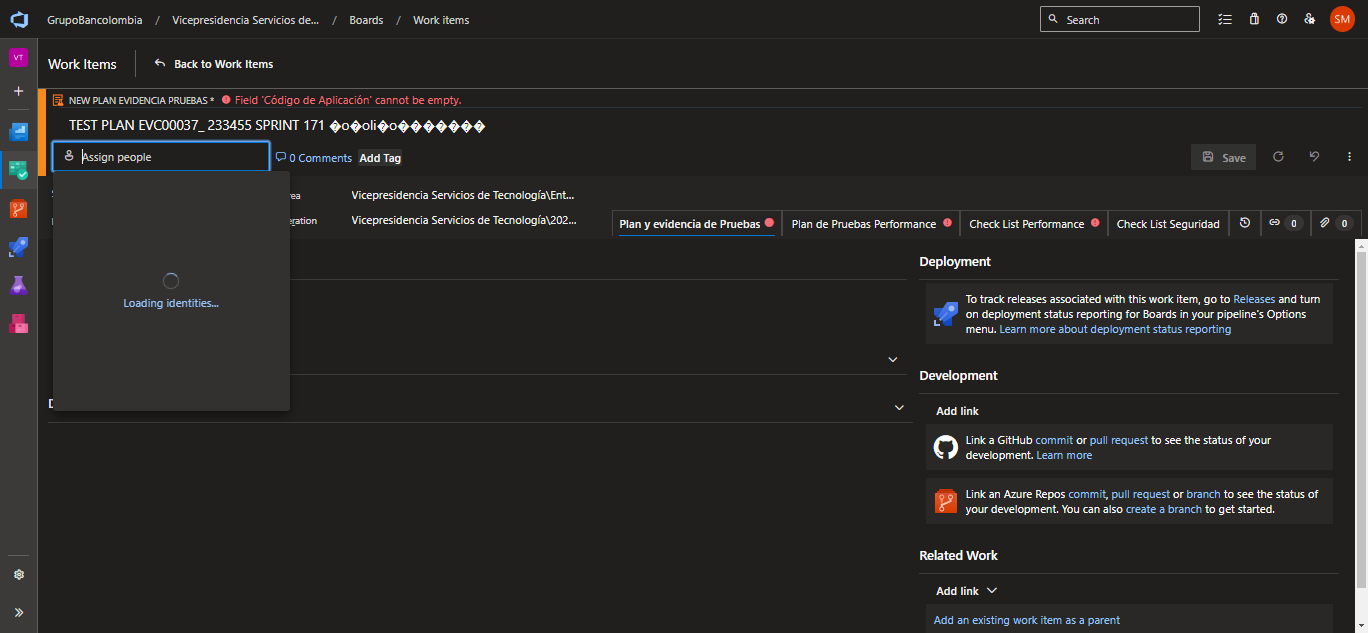 GrupoBancolombia / Vicepresidencia Servicios de... / Boards / Work items
Search
SM
VT
Work Items
Back to Work Items
NEW PLAN EVIDENCIA PRUEBAS * Field 'Código de Aplicación' cannot be empty.
TEST PLAN EVC00037_ 233455 SPRINT 171 �o�oli�o�������
Assign people
0 Comments
Add Tag
Save
Vicepresidencia Servicios de Tecnología\Ent...
Vicepresidencia Servicios de Tecnología\202...
Plan y evidencia de Pruebas
Plan de Pruebas Performance
Check List Performance
Check List Seguridad
0
0
Loading identities...
Deployment
To track releases associated with this work item, go to Releases and turn
on deployment status reporting for Boards in your pipeline's Options
menu. Learn more about deployment status reporting
Development
Add link
Link a GitHub commit or pull request to see the status of your
development. Learn more
Link an Azure Repos commit, pull request or branch to see the status of
your development. You can also create a branch to get started.
Related Work
Add link
Add an existing work item as a parent